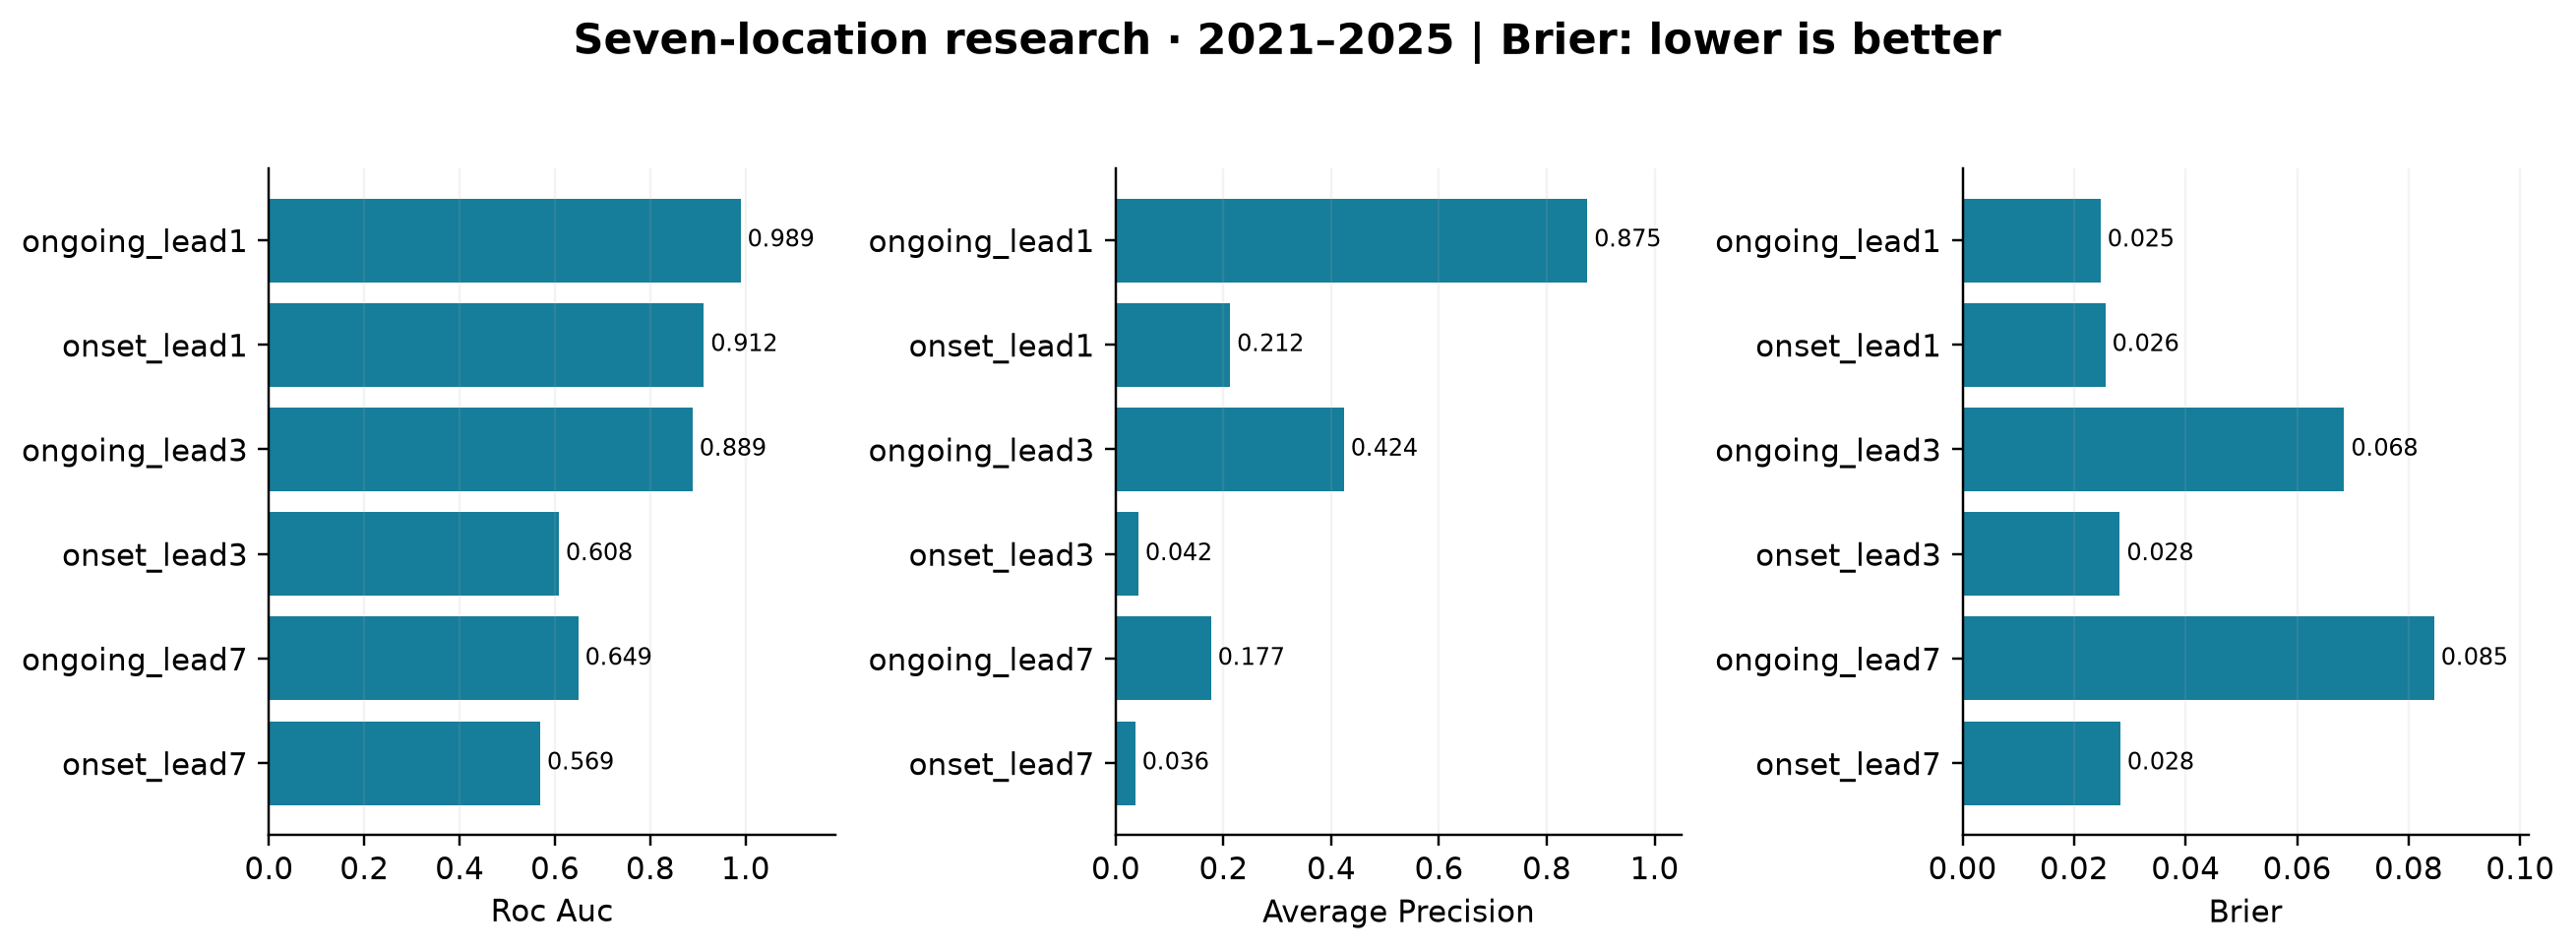 Seven-location research · 2021–2025 | Brier: lower is better
ongoing_lead1
0.989
onset_lead1
0.912
ongoing_lead3
0.889
onset_lead3
0.608
ongoing_lead7
0.649
onset_lead7
0.569
0.0 0.2 0.4 0.6 0.8 1.0
Roc Auc
ongoing_lead1
0.875
onset_lead1
0.212
ongoing_lead3
0.424
onset_lead3
0.042
ongoing_lead7
0.177
onset_lead7
0.036
0.0 0.2 0.4 0.6 0.8 1.0
Average Precision
ongoing_lead1
0.025
onset_lead1
0.026
ongoing_lead3
0.068
onset_lead3
0.028
ongoing_lead7
0.085
onset_lead7
0.028
0.00 0.02 0.04 0.06 0.08 0.10
Brier